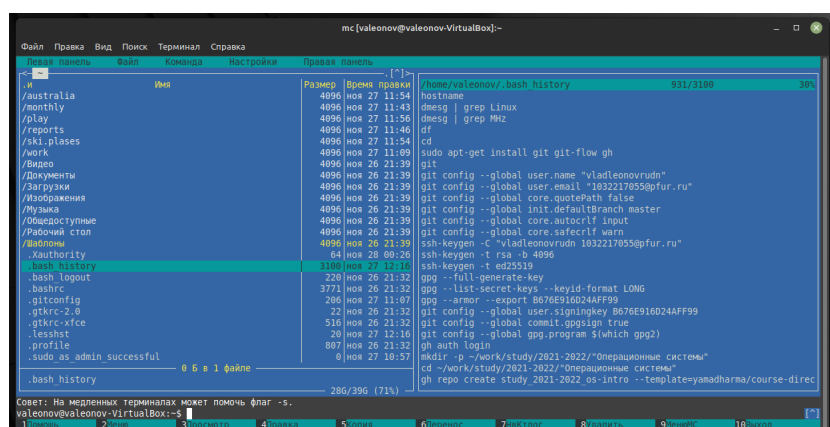 mc [valeonov@valeonov-VirtualBox]:~
Файл Правка Вид Поиск Терминал Справка
Левая панель Файл Команда Настройки Правая панель
<- ~ .[^]>
.и Имя Размер Время правки
/australia 4096 ноя 27 11:54
/monthly 4096 ноя 27 11:43
/play 4096 ноя 27 11:56
/reports 4096 ноя 27 11:46
/ski.plases 4096 ноя 27 11:54
/work 4096 ноя 27 11:09
/Видео 4096 ноя 26 21:39
/Документы 4096 ноя 26 21:39
/Загрузки 4096 ноя 26 21:39
/Изображения 4096 ноя 26 21:39
/Музыка 4096 ноя 26 21:39
/Общедоступные 4096 ноя 26 21:39
/Рабочий стол 4096 ноя 26 21:39
/Шаблоны 4096 ноя 26 21:39
.Xauthority 64 ноя 28 00:26
.bash_history 3100 ноя 27 12:16
.bash_logout 220 ноя 26 21:32
.bashrc 3771 ноя 26 21:32
.gitconfig 206 ноя 27 11:07
.gtkrc-2.0 22 ноя 26 21:32
.gtkrc-xfce 516 ноя 26 21:32
.lesshst 20 ноя 27 12:16
.profile 807 ноя 26 21:32
.sudo_as_admin_successful 0 ноя 27 10:57
0 Б в 1 файле
.bash_history
28G/39G (71%)
/home/valeonov/.bash_history 931/3100 30%
hostname
dmesg | grep Linux
dmesg | grep MHz
df
cd
sudo apt-get install git git-flow gh
git
git config --global user.name "vladleonovrudn"
git config --global user.email "1032217055@pfur.ru"
git config --global core.quotePath false
git config --global init.defaultBranch master
git config --global core.autocrlf input
git config --global core.safecrlf warn
ssh-keygen -C "vladleonovrudn 1032217055@pfur.ru"
ssh-keygen -t rsa -b 4096
ssh-keygen -t ed25519
gpg --full-generate-key
gpg --list-secret-keys --keyid-format LONG
gpg --armor --export B676E916D24AFF99
git config --global user.signingkey B676E916D24AFF99
git config --global commit.gpgsign true
git config --global gpg.program $(which gpg2)
gh auth login
mkdir -p ~/work/study/2021-2022/"Операционные системы"
cd ~/work/study/2021-2022/"Операционные системы"
gh repo create study_2021-2022_os-intro --template=yamadharma/course-direc
Совет: На медленных терминалах может помочь флаг -s.
valeonov@valeonov-VirtualBox:~$ [^]
1Помощь 2Меню 3Просмотр 4Правка 5Копия 6Перенос 7НвКтлог 8Удалить 9МенюMC 10Выход